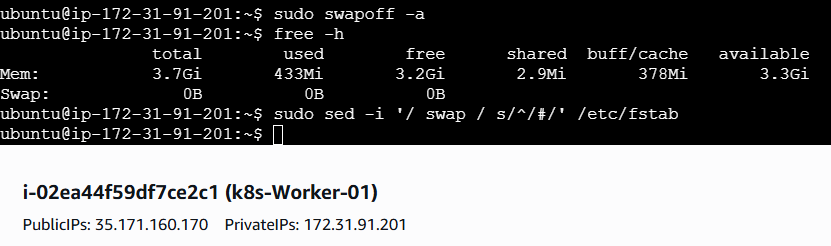 ubuntu@ip-172-31-91-201:~$ sudo swapoff -a
ubuntu@ip-172-31-91-201:~$ free -h
total used free shared buff/cache available
Mem: 3.7Gi 433Mi 3.2Gi 2.9Mi 378Mi 3.3Gi
Swap: 0B 0B 0B
ubuntu@ip-172-31-91-201:~$ sudo sed -i '/ swap / s/^/#/' /etc/fstab
ubuntu@ip-172-31-91-201:~$
i-02ea44f59df7ce2c1 (k8s-Worker-01)
PublicIPs: 35.171.160.170 PrivateIPs: 172.31.91.201